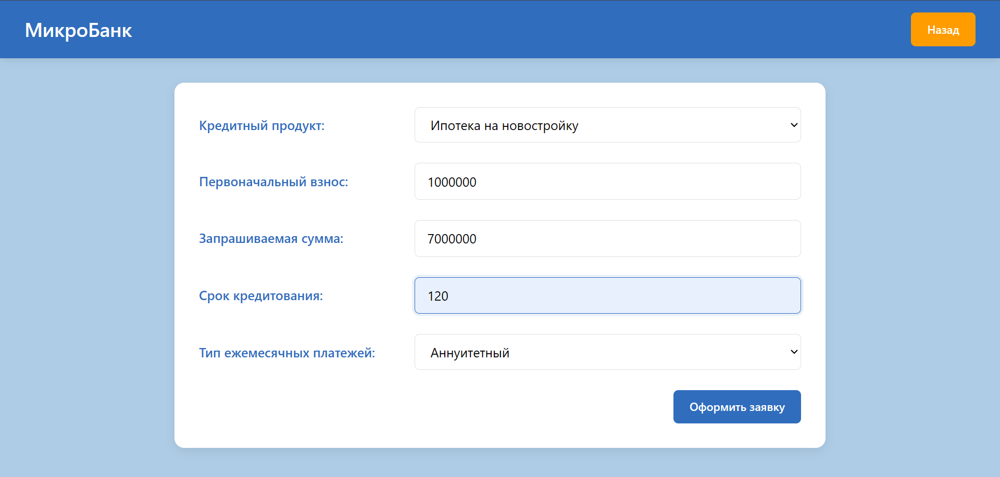 МикроБанк
Назад
Кредитный продукт:
Ипотека на новостройку
Первоначальный взнос:
1000000
Запрашиваемая сумма:
7000000
Срок кредитования:
120
Тип ежемесячных платежей:
Аннуитетный
Оформить заявку